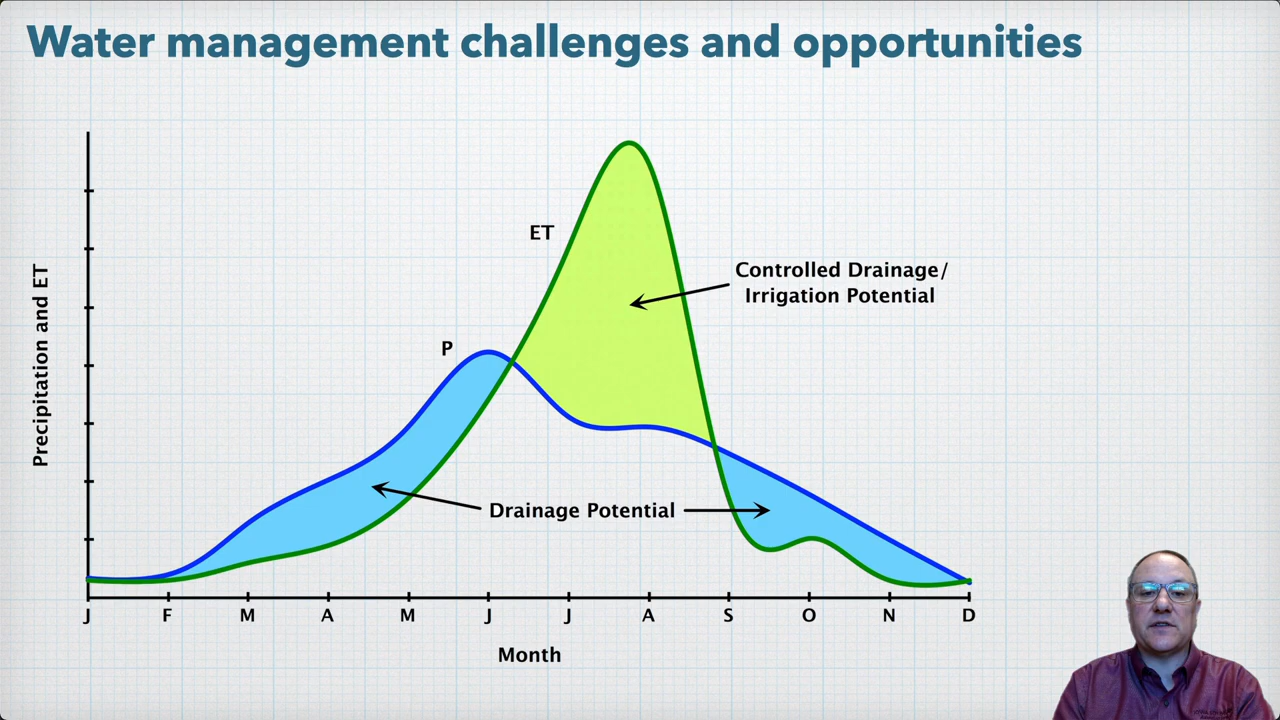 Water management challenges and opportunities
Precipitation and ET
ET
P
Controlled Drainage/
Irrigation Potential
Drainage Potential
J F M A M J J A S O N D
Month